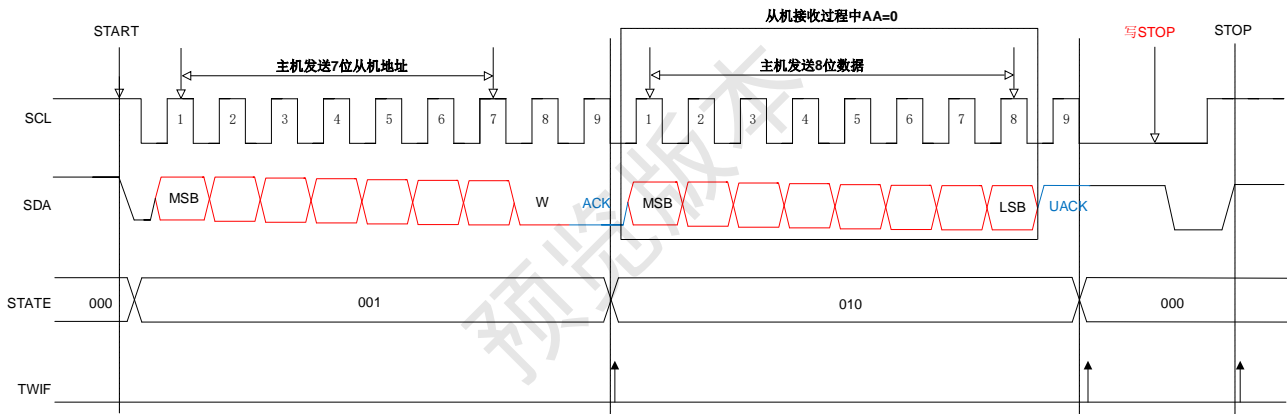 从机接收过程中AA=0
START
写STOP
STOP
主机发送7位从机地址
主机发送8位数据
SCL
1 2 3 4 5 6 7 8 9 1 2 3 4 5 6 7 8 9
SDA
MSB W ACK MSB LSB UACK
STATE 000 001 010 000
TWIF
预览版本